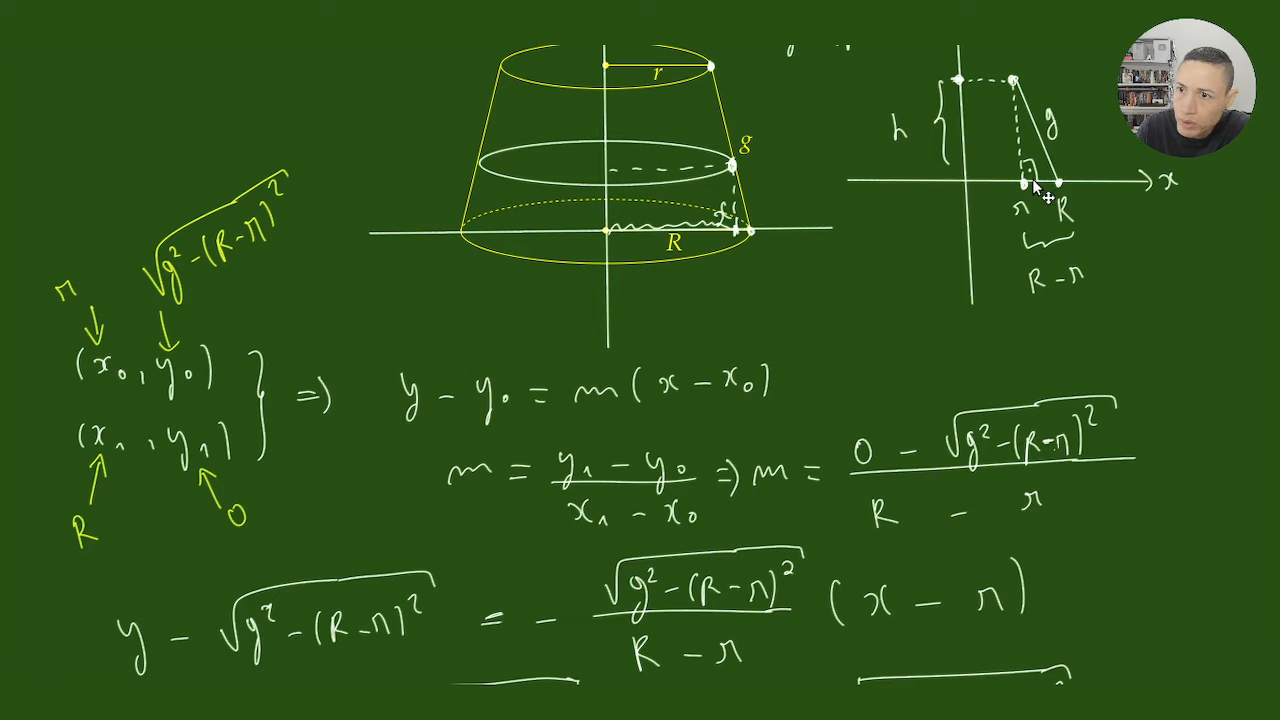 r
g
R
x
h
g
x
r R
R - r
√(g² - (R - r)²)
r
(x₀, y₀)
(x₁, y₁)
R
0
⇒ y - y₀ = m(x - x₀)
m = (y₁ - y₀)/(x₁ - x₀) ⇒ m = (0 - √(g² - (R - r)²))/(R - r)
y - √(g² - (R - r)²) = - √(g² - (R - r)²)/(R - r) (x - r)